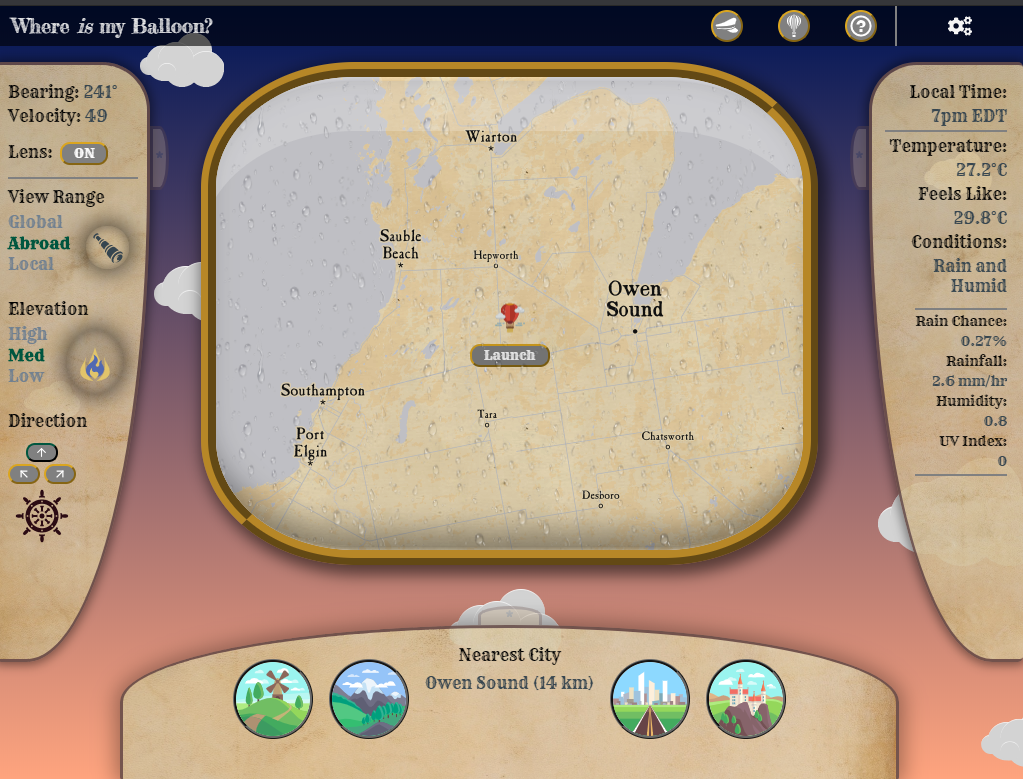 Where is my Balloon?
Bearing: 241°
Velocity: 49
Lens: ON
View Range
Global
Abroad
Local
Elevation
High
Med
Low
Direction
Wiarton
Sauble
Beach
Hepworth
Owen
Sound
Launch
Southampton
Tara
Port
Elgin
Chatsworth
Desboro
Local Time:
7pm EDT
Temperature:
27.2°C
Feels Like:
29.8°C
Conditions:
Rain and
Humid
Rain Chance:
0.27%
Rainfall:
2.6 mm/hr
Humidity:
0.8
UV Index:
0
Nearest City
Owen Sound (14 km)